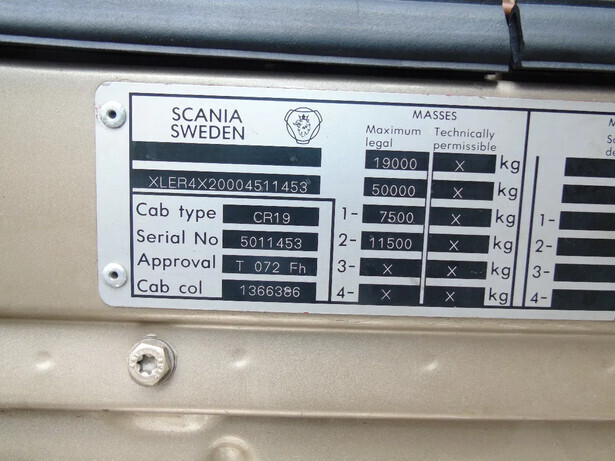 SCANIA
SWEDEN
XLER4X20004511453
Cab type CR19
Serial No 5011453
Approval T 072 Fh
Cab col 1366386
MASSES
Maximum legal
Technically permissible
19000 X kg
50000 X kg
1- 7500 X kg
2- 11500 X kg
3- X X kg
4- X X kg
1-
2-
3-
4-